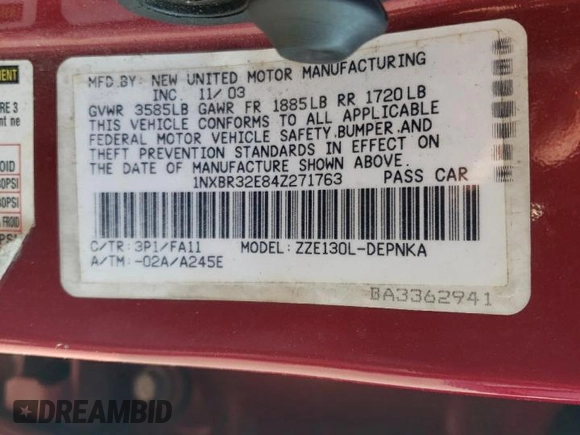 MFD.BY: NEW UNITED MOTOR MANUFACTURING
INC. 11/03
GVWR 3585LB GAWR FR 1885LB RR 1720LB
THIS VEHICLE CONFORMS TO ALL APPLICABLE
FEDERAL MOTOR VEHICLE SAFETY,BUMPER,AND
THEFT PREVENTION STANDARDS IN EFFECT ON
THE DATE OF MANUFACTURE SHOWN ABOVE.
1NXBR32E84Z271763 PASS CAR
C/TR: 3P1/FA11 MODEL: ZZE130L-DEPNKA
A/TM: -02A/A245E
BA3362941
DREAMBID